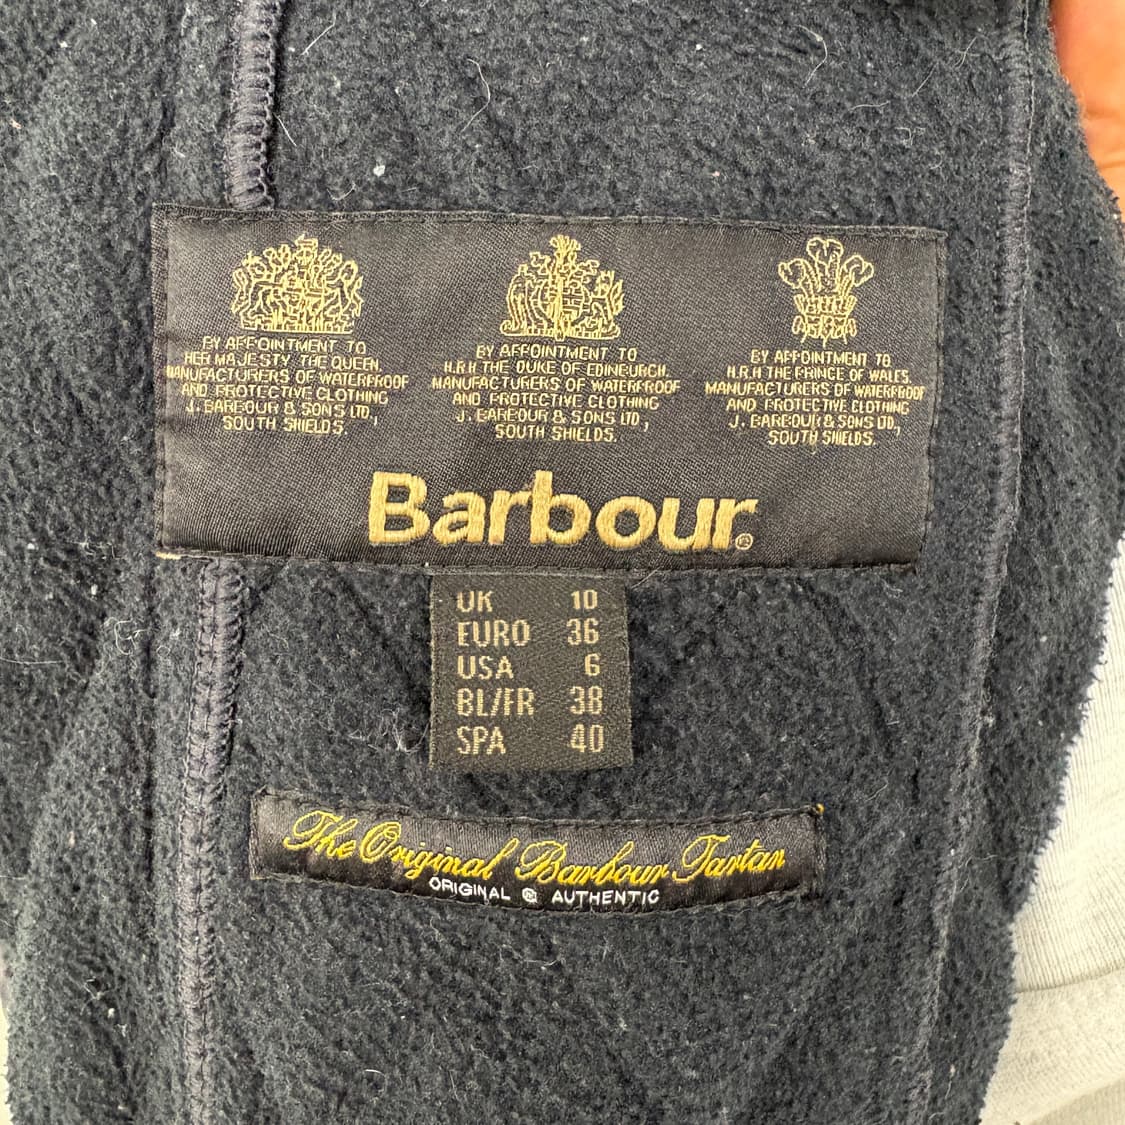 BY APPOINTMENT TO
HER MAJESTY THE QUEEN
MANUFACTURERS OF WATERPROOF
AND PROTECTIVE CLOTHING
J. BARBOUR & SONS LTD,
SOUTH SHIELDS.
BY APPOINTMENT TO
H.R.H THE DUKE OF EDINBURGH.
MANUFACTURERS OF WATERPROOF
AND PROTECTIVE CLOTHING
J. BARBOUR & SONS LTD,
SOUTH SHIELDS.
BY APPOINTMENT TO
H.R.H THE PRINCE OF WALES.
MANUFACTURERS OF WATERPROOF
AND PROTECTIVE CLOTHING
J. BARBOUR & SONS LTD.,
SOUTH SHIELDS.
Barbour®
UK 10
EURO 36
USA 6
BL/FR 38
SPA 40
The Original Barbour Tartan
ORIGINAL AUTHENTIC